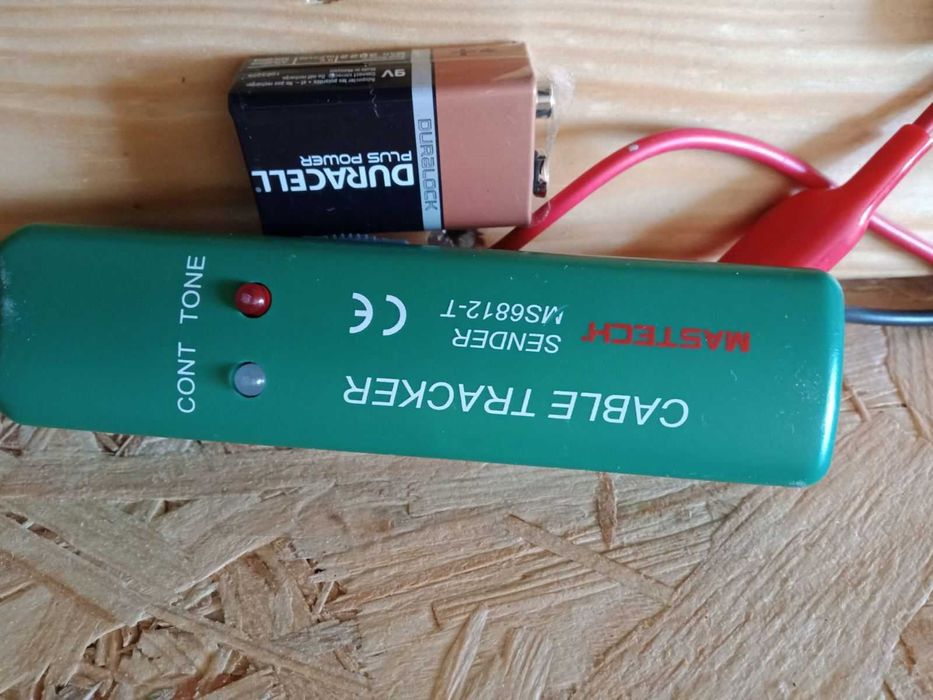 CABLE TRACKER
SENDER
MASTECH
MS6812-T
CE
CONT TONE
DURACELL
PLUS POWER
DURALOCK
9V